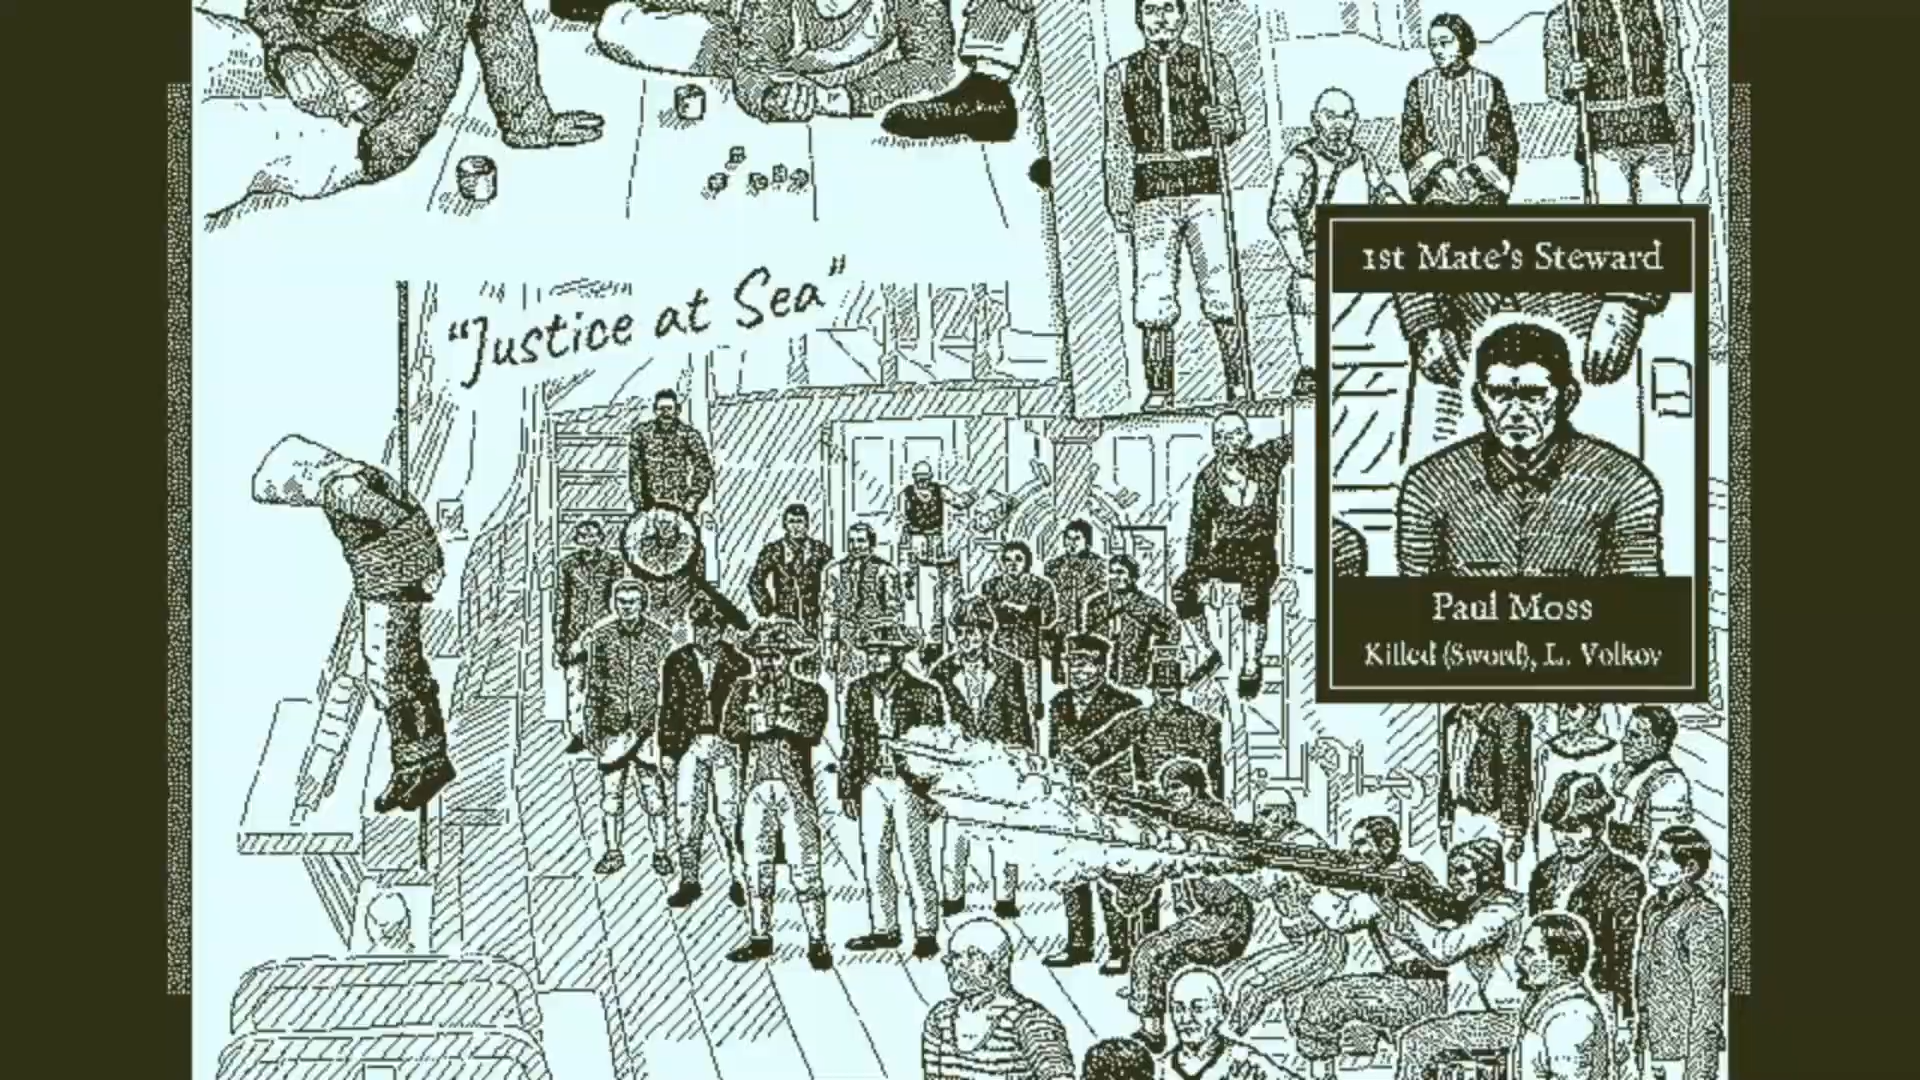 "Justice at Sea"
1st Mate's Steward
Paul Moss
Killed (Sword), L. Volkov